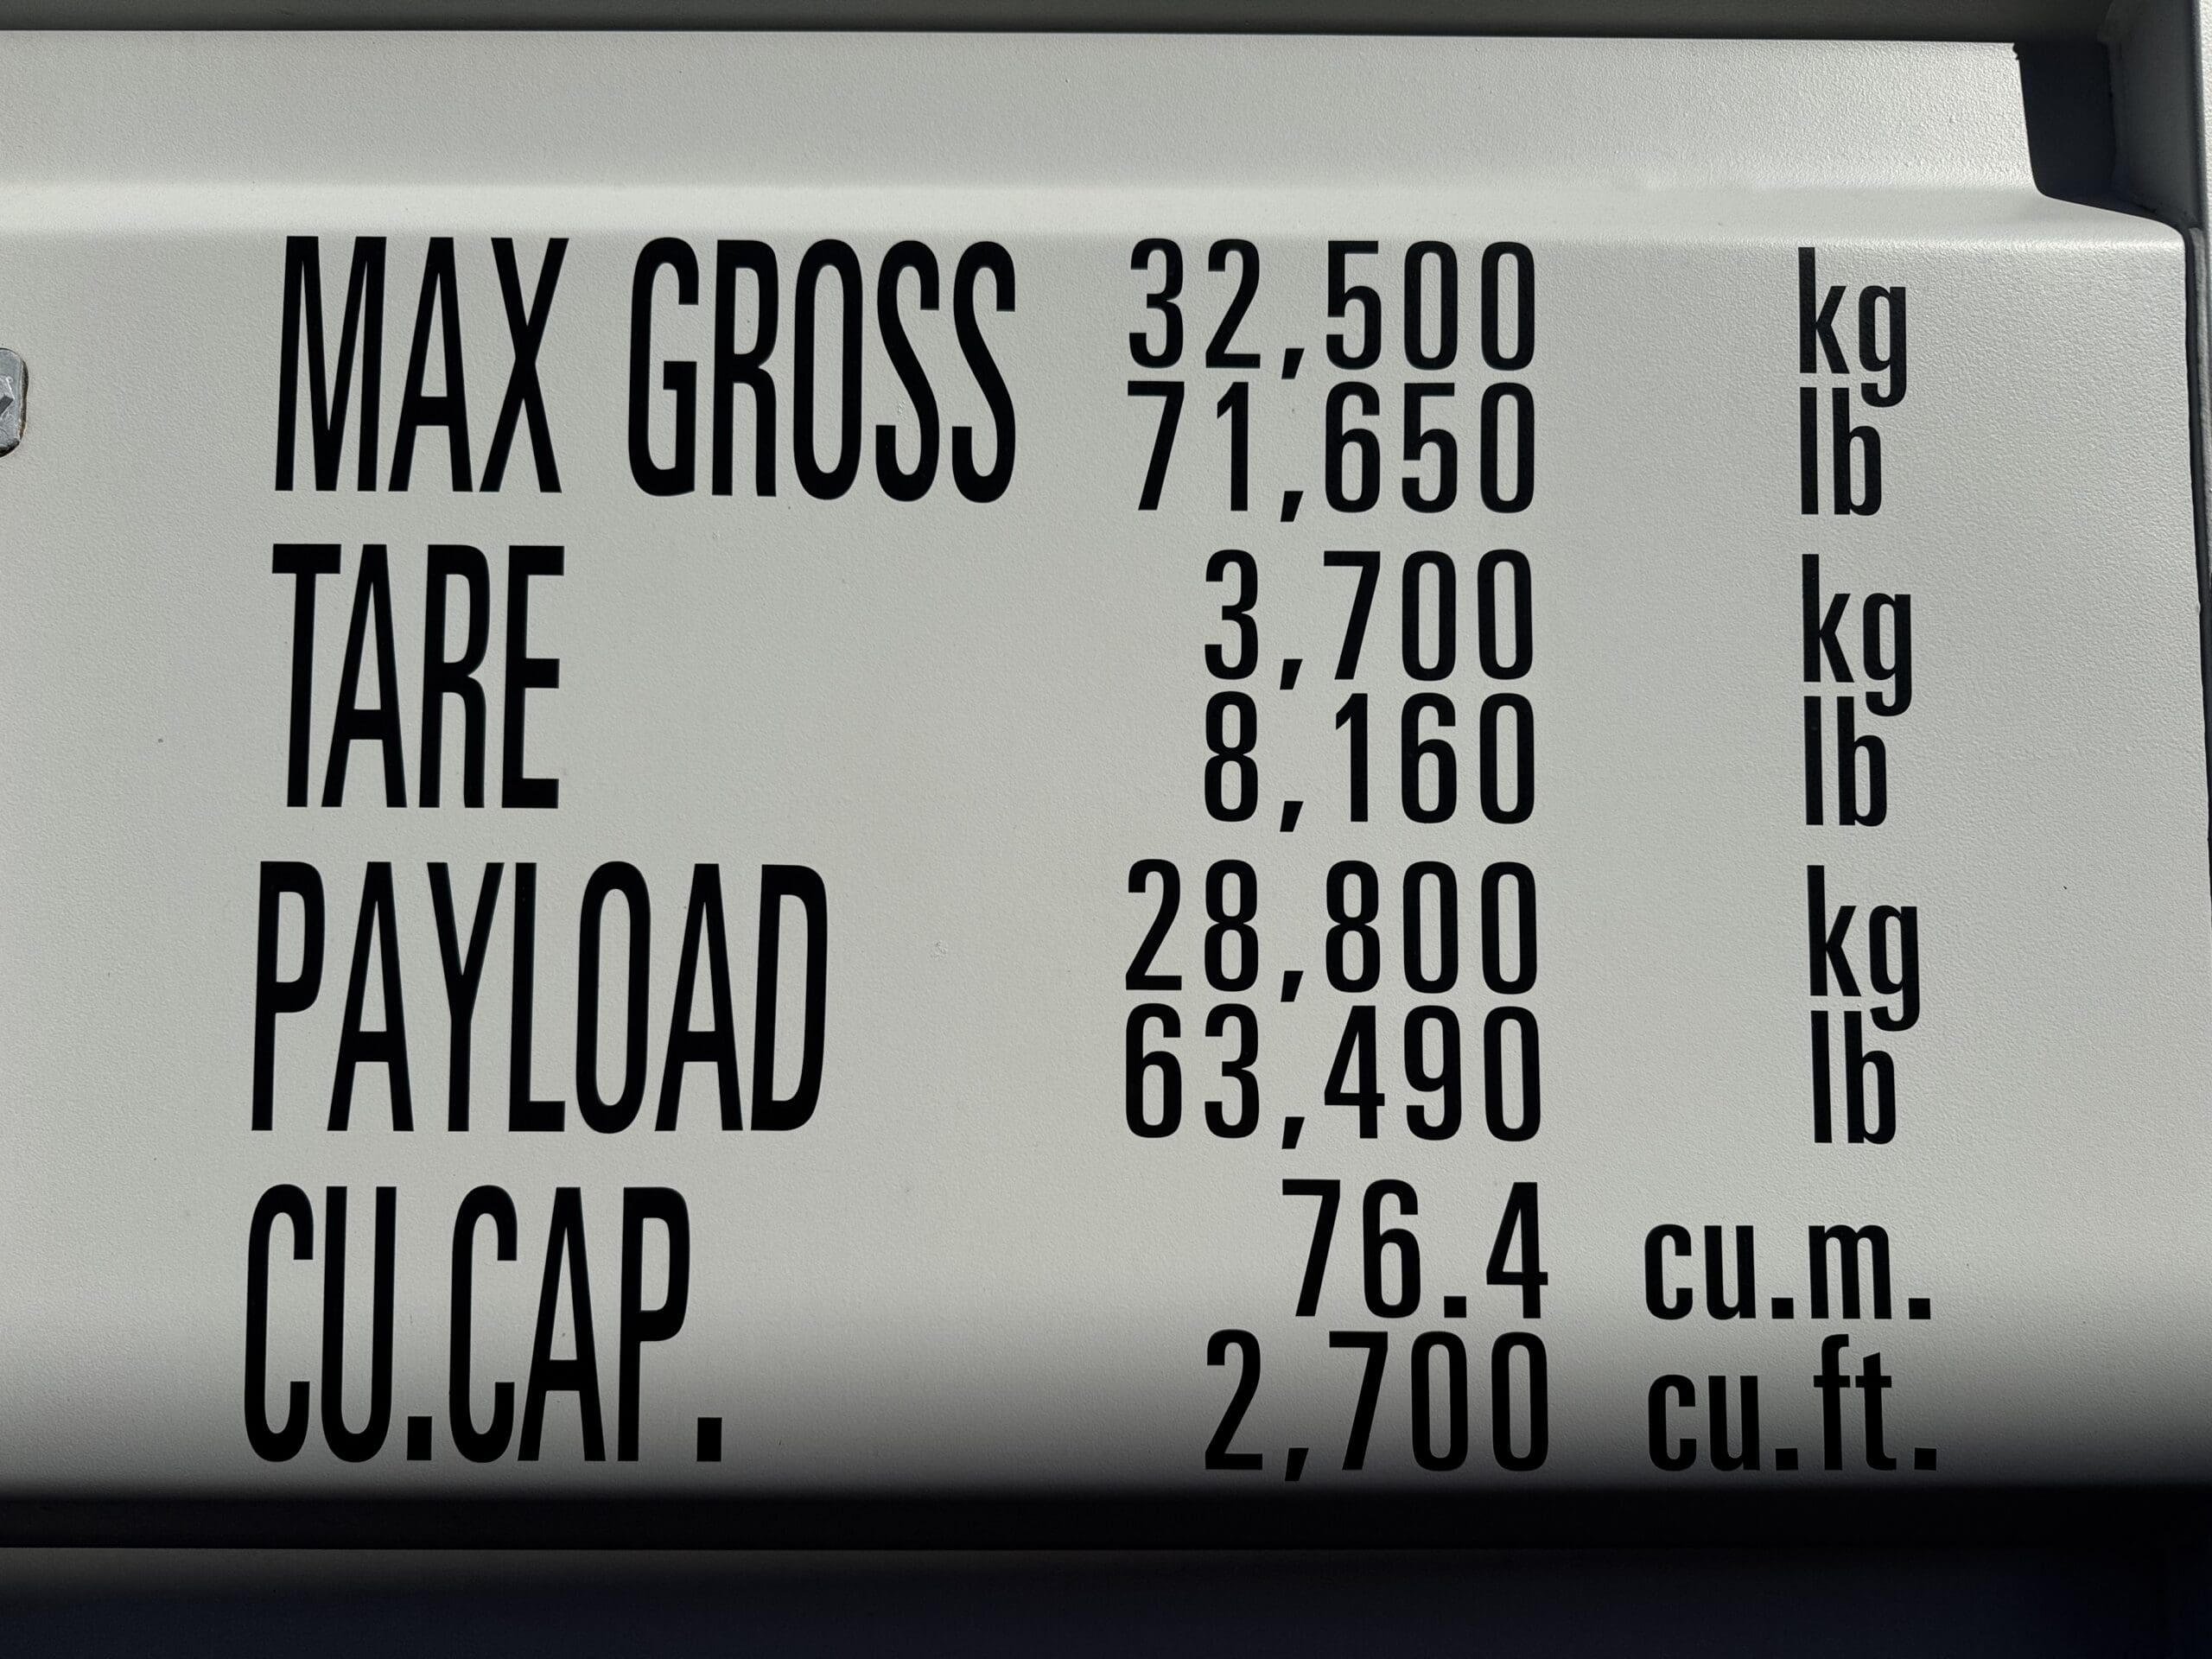 MAX GROSS 32,500 kg
71,650 lb
TARE 3,700 kg
8,160 lb
PAYLOAD 28,800 kg
63,490 lb
CU.CAP. 76.4 cu.m.
2,700 cu.ft.